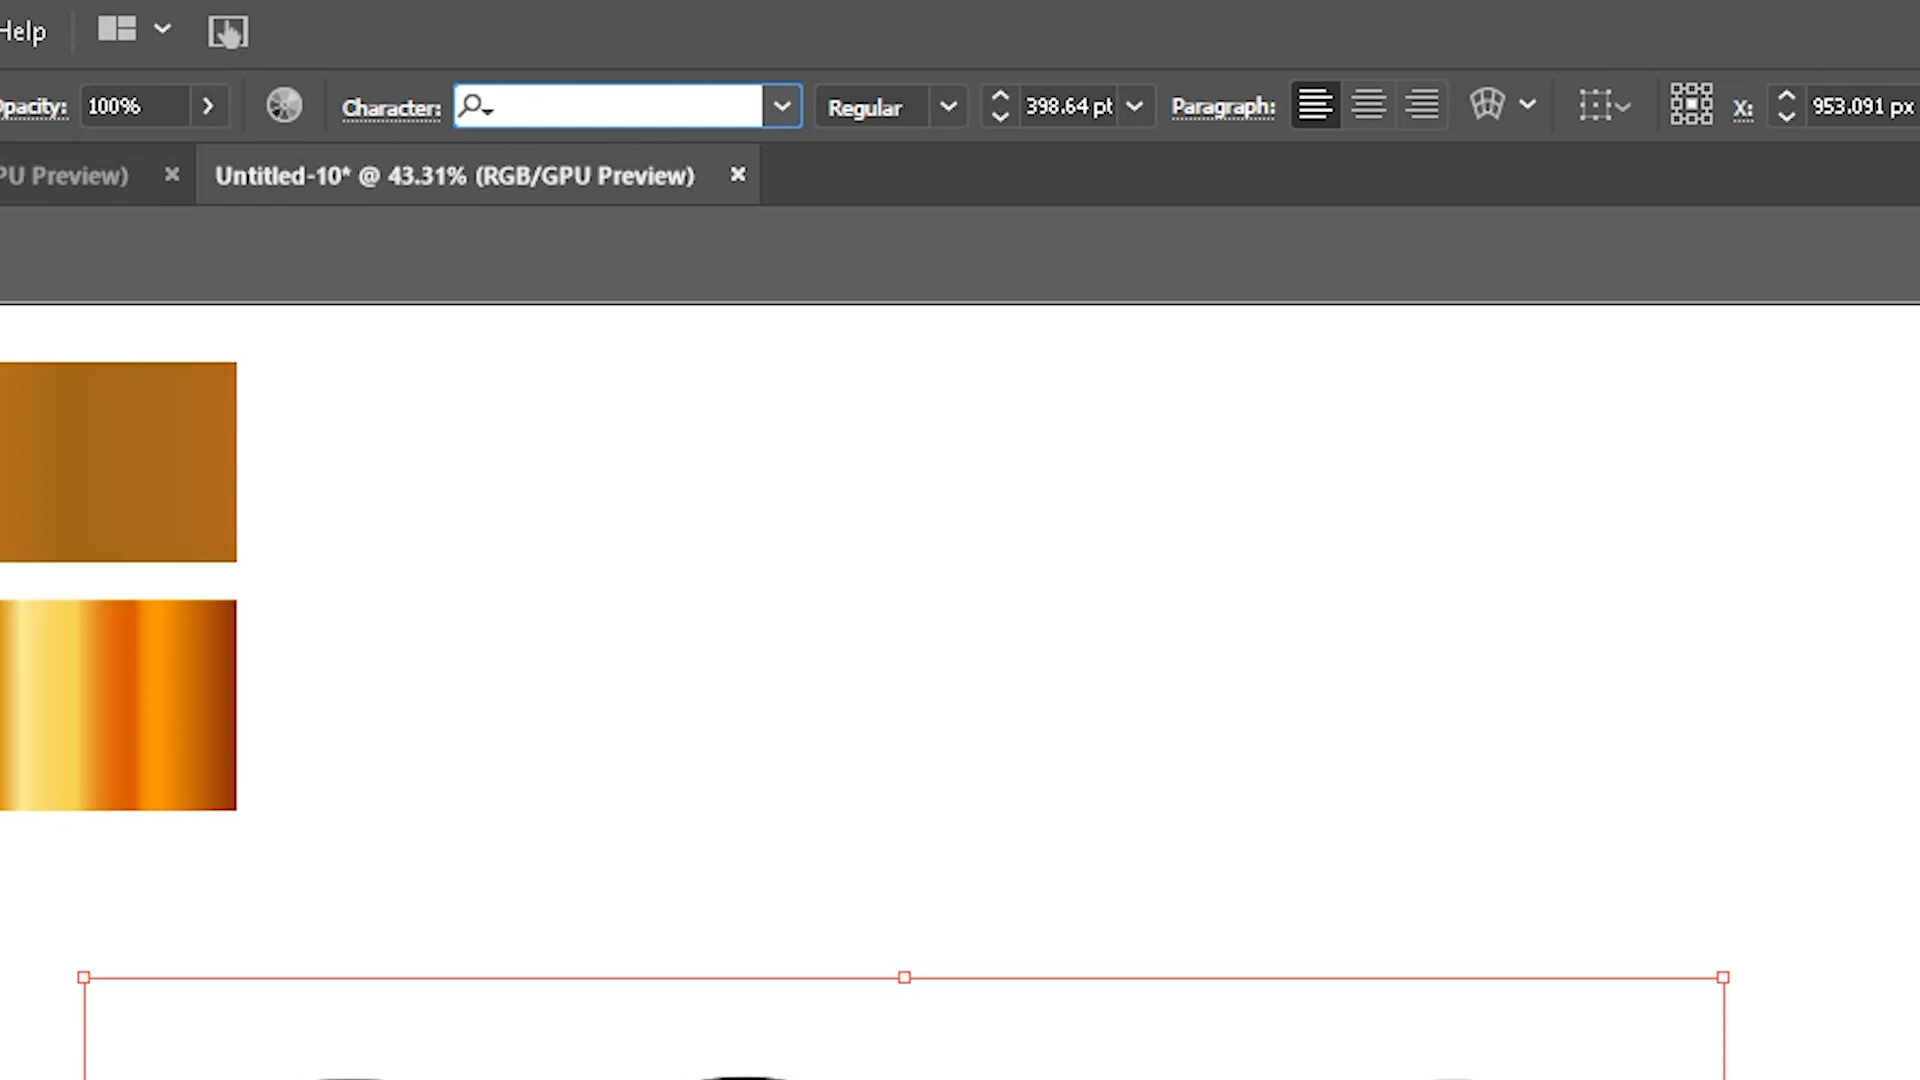 Help
Opacity: 100% Character: Regular 398.64 pt Paragraph: X: 953.091 px
PU Preview) × Untitled-10* @ 43.31% (RGB/GPU Preview) ×